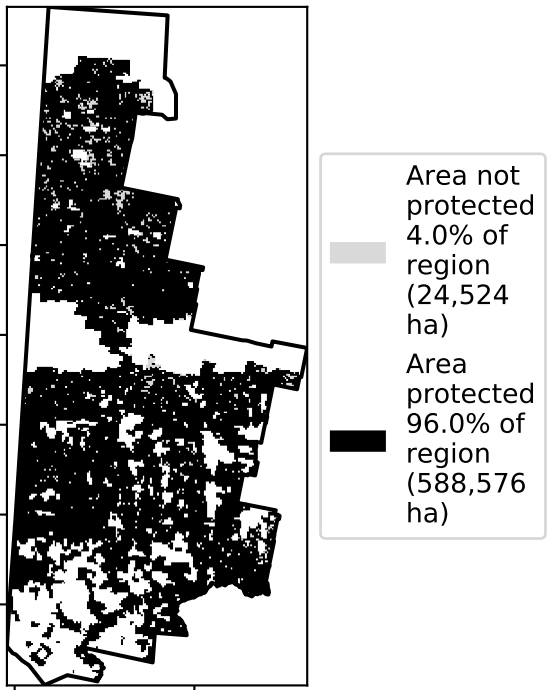 Area not
protected
4.0% of
region
(24,524
ha)
Area
protected
96.0% of
region
(588,576
ha)